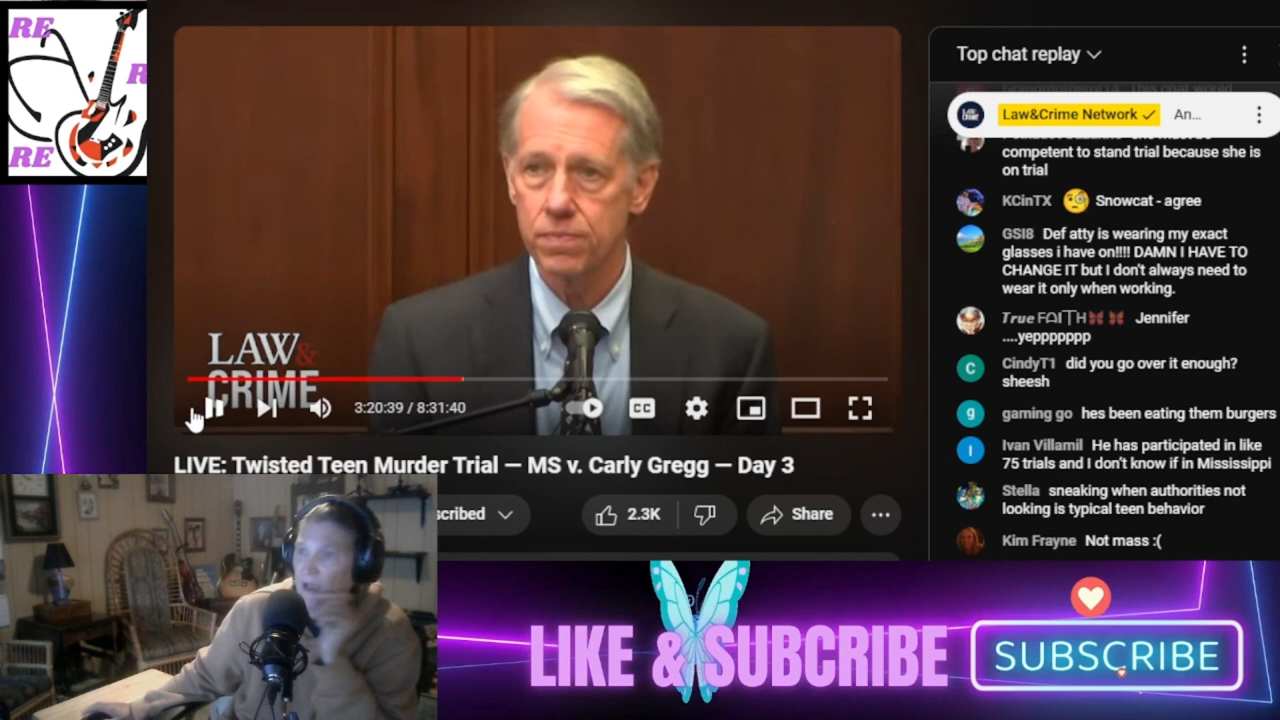 RE
R
RE
RE
LAW&
CRIME
3:20:39 / 8:31:40
CC
LIVE: Twisted Teen Murder Trial — MS v. Carly Gregg — Day 3
scribed
2.3K
Share
Top chat replay
Law&Crime Network
An...
competent to stand trial because she is
on trial
KCinTX 🧐 Snowcat - agree
GSI8 Def atty is wearing my exact
glasses i have on!!!! DAMN I HAVE TO
CHANGE IT but I don't always need to
wear it only when working.
True FAITH🦋🦋 Jennifer
....yeppppppp
CindyT1 did you go over it enough?
sheesh
gaming go hes been eating them burgers
Ivan Villamil He has participated in like
75 trials and I don't know if in Mississippi
Stella sneaking when authorities not
looking is typical teen behavior
Kim Frayne Not mass :(
LIKE & SUBCRIBE
SUBSCRIBE